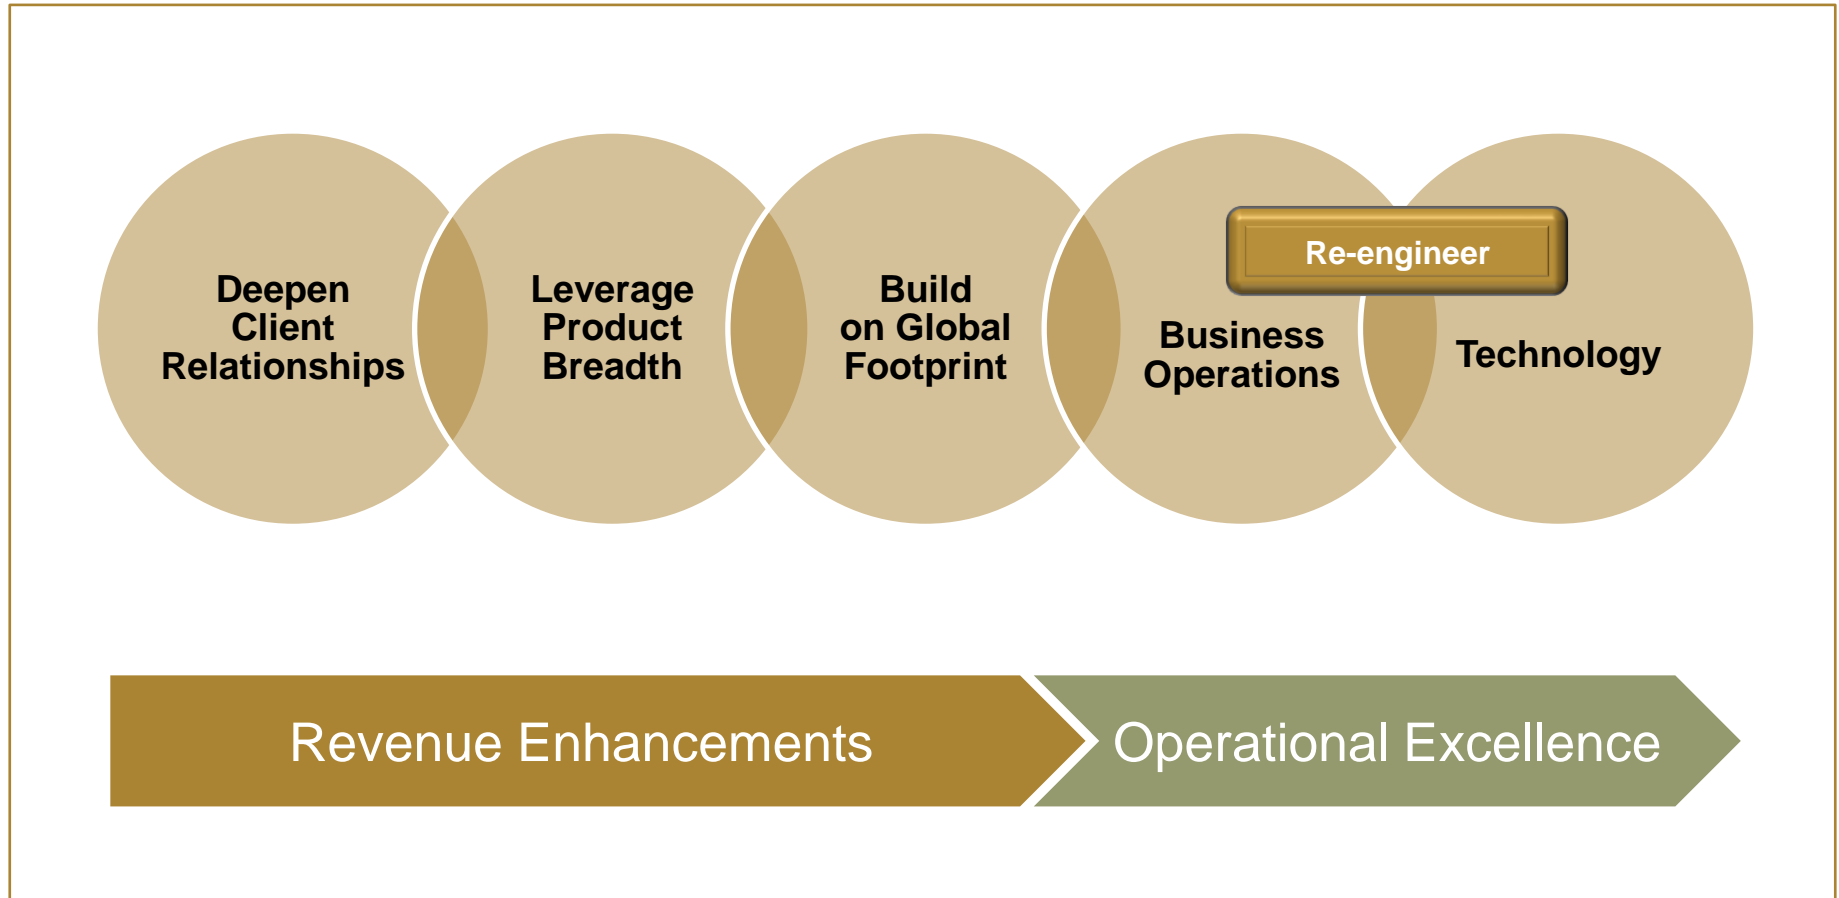 Deepen
Client
Relationships
Leverage
Product
Breadth
Build
on Global
Footprint
Re-engineer
Business
Operations
Technology
Revenue Enhancements
Operational Excellence